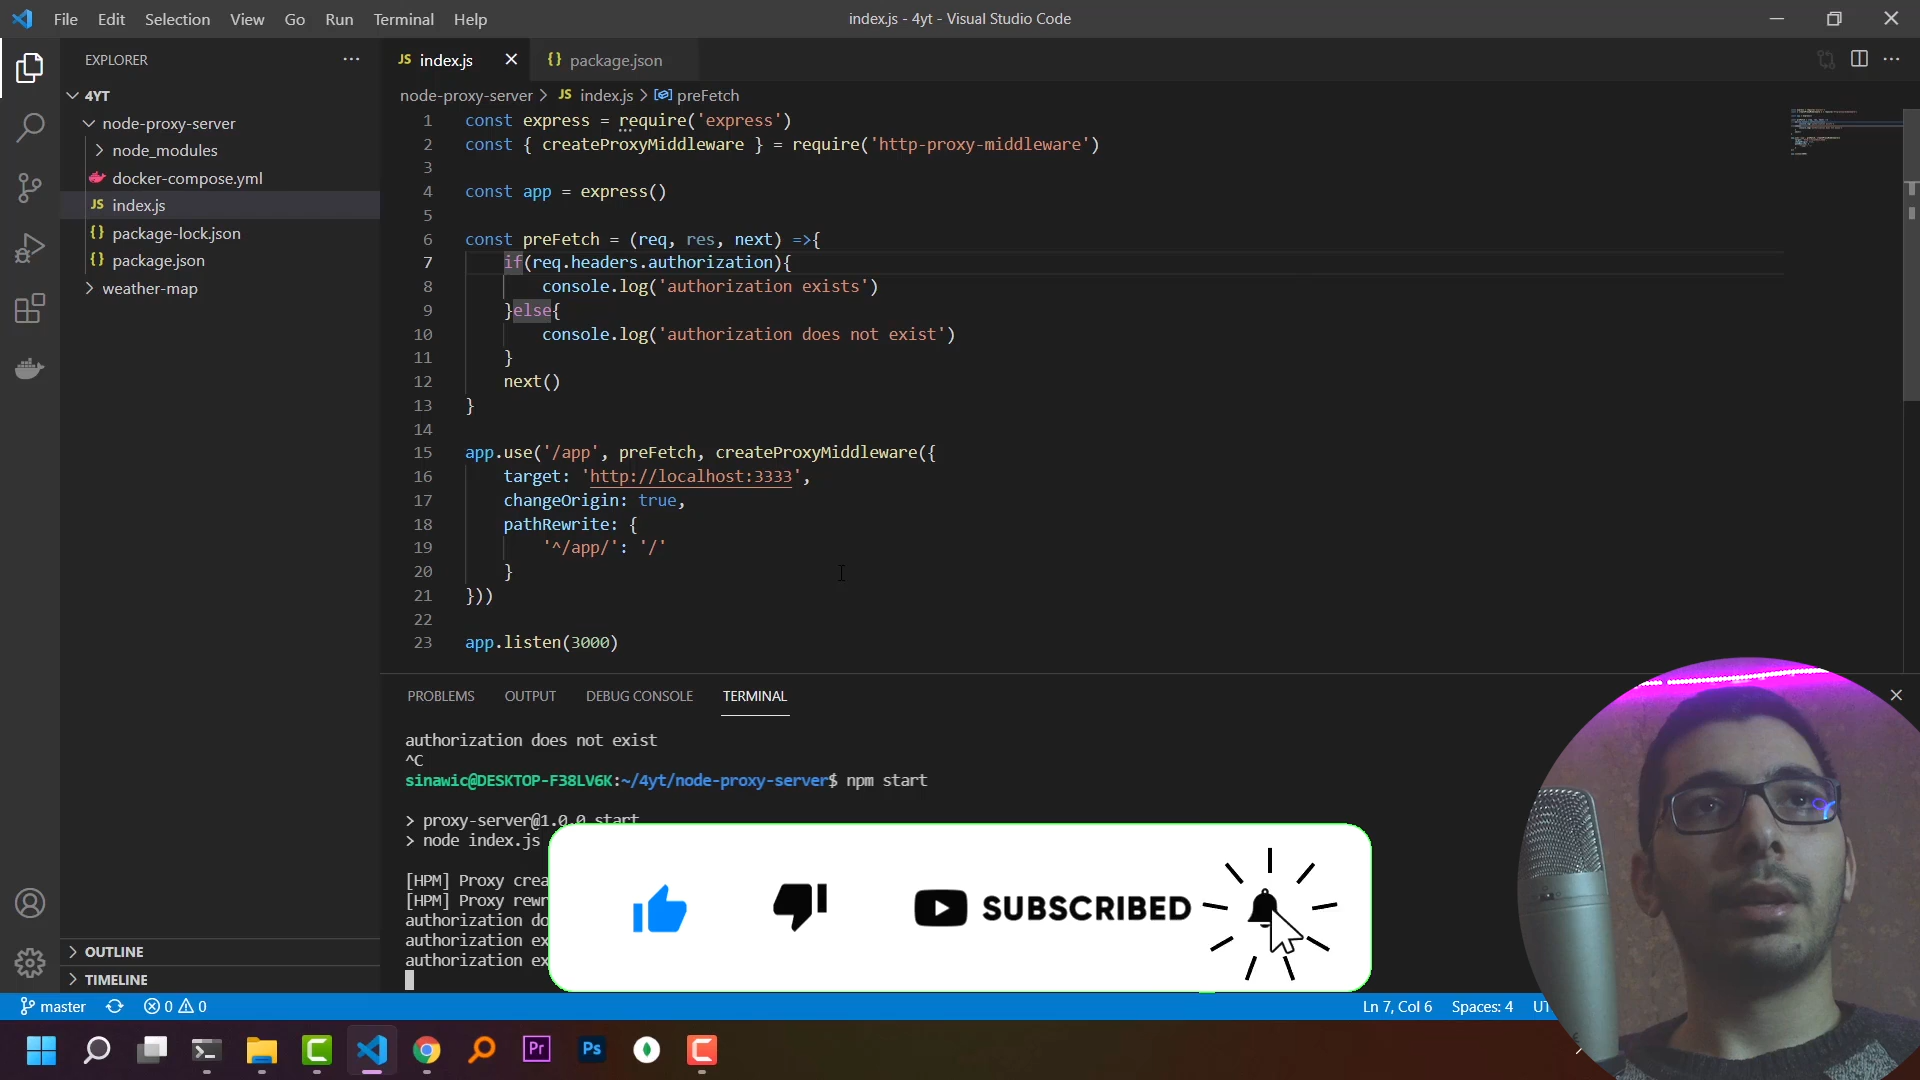 File Edit Selection View Go Run Terminal Help
index.js - 4yt - Visual Studio Code
EXPLORER
4YT
node-proxy-server
node_modules
docker-compose.yml
JS index.js
{} package-lock.json
{} package.json
weather-map
OUTLINE
TIMELINE
JS index.js
{} package.json
node-proxy-server > JS index.js > preFetch
1 const express = require('express')
2 const { createProxyMiddleware } = require('http-proxy-middleware')
3
4 const app = express()
5
6 const preFetch = (req, res, next) =>{
7 if(req.headers.authorization){
8 console.log('authorization exists')
9 }else{
10 console.log('authorization does not exist')
11 }
12 next()
13 }
14
15 app.use('/app', preFetch, createProxyMiddleware({
16 target: 'http://localhost:3333',
17 changeOrigin: true,
18 pathRewrite: {
19 '^/app/': '/'
20 }
21 }))
22
23 app.listen(3000)
PROBLEMS OUTPUT DEBUG CONSOLE TERMINAL
authorization does not exist
^C
sinawic@DESKTOP-F38LV6K:~/4yt/node-proxy-server$ npm start
> proxy-server@1.0.0 start
> node index.js
[HPM] Proxy crea
[HPM] Proxy rewr
authorization do
authorization ex
authorization ex
SUBSCRIBED
master 0 0
Ln 7, Col 6 Spaces: 4 UT
Pr
Ps